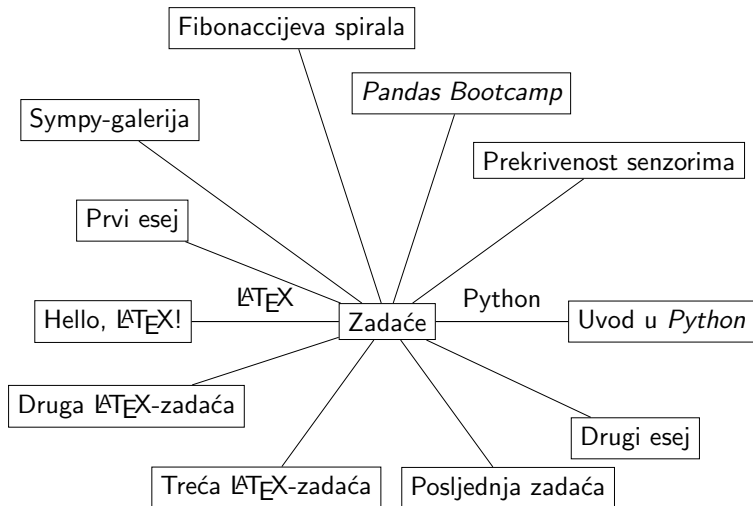 Fibonaccijeva spirala
Pandas Bootcamp
Sympy-galerija
Prekrivenost senzorima
Prvi esej
LATEX
Python
Hello, LATEX!
Zadaće
Uvod u Python
Druga LATEX-zadaća
Drugi esej
Treća LATEX-zadaća
Posljednja zadaća